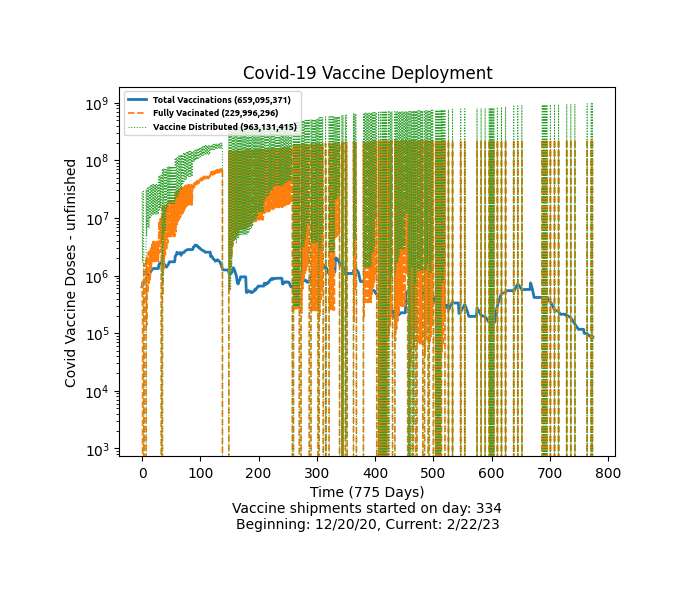 Covid-19 Vaccine Deployment
Total Vaccinations (659,095,371)
Fully Vacinated (229,996,296)
Vaccine Distributed (963,131,415)
Covid Vaccine Doses - unfinished
10⁹
10⁸
10⁷
10⁶
10⁵
10⁴
10³
0 100 200 300 400 500 600 700 800
Time (775 Days)
Vaccine shipments started on day: 334
Beginning: 12/20/20, Current: 2/22/23